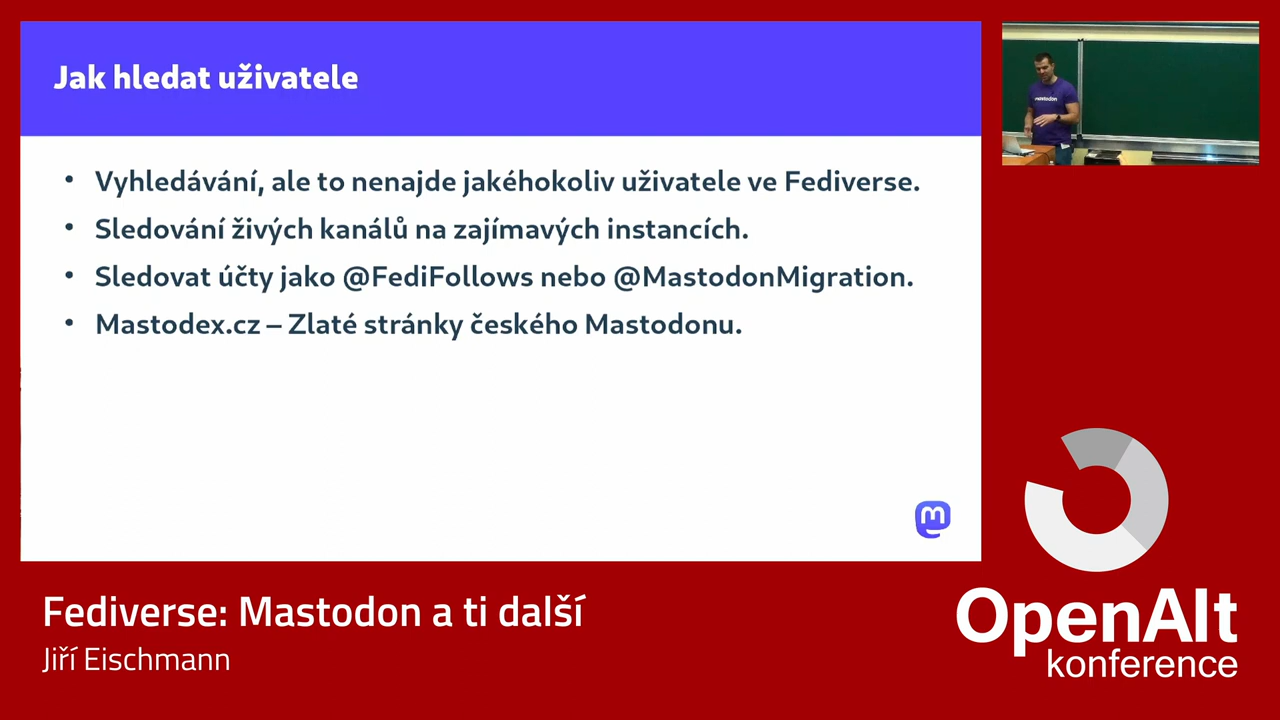 Jak hledat uživatele
• Vyhledávání, ale to nenajde jakéhokoliv uživatele ve Fediverse.
• Sledování živých kanálů na zajímavých instancích.
• Sledovat účty jako @FediFollows nebo @MastodonMigration.
• Mastodex.cz – Zlaté stránky českého Mastodonu.
mastodon
Fediverse: Mastodon a ti další
Jiří Eischmann
OpenAlt
konference